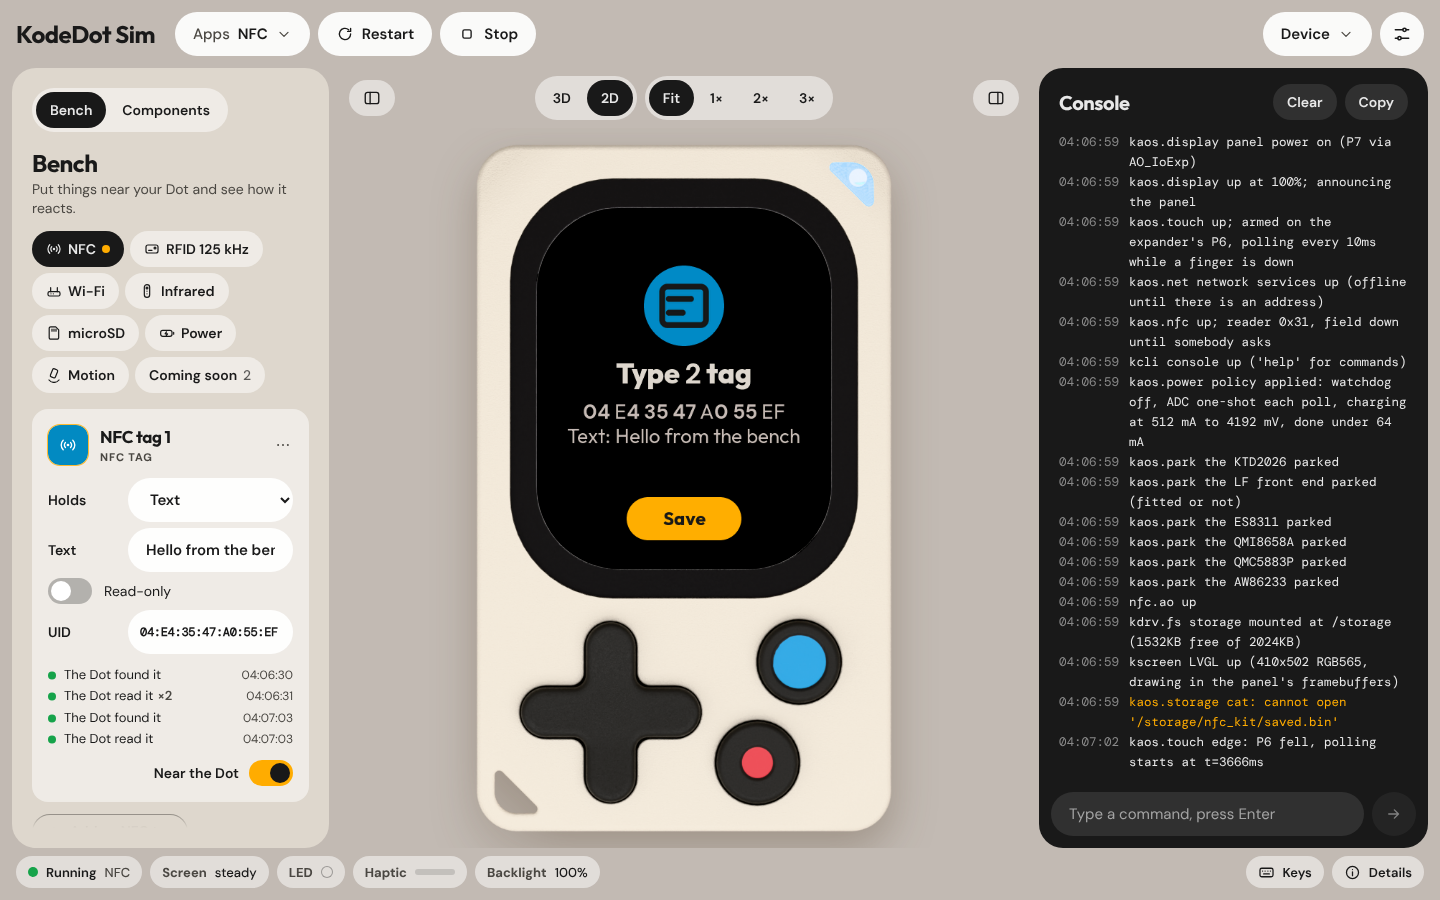 KodeDot Sim
Apps NFC
Restart
Stop
Device
Bench
Components
Bench
Put things near your Dot and see how it
reacts.
NFC
RFID 125 kHz
Wi-Fi
Infrared
microSD
Power
Motion
Coming soon 2
NFC tag 1
NFC TAG
Holds
Text
Text
Hello from the ber
Read-only
UID
04:E4:35:47:A0:55:EF
The Dot found it 04:06:30
The Dot read it ×2 04:06:31
The Dot found it 04:07:03
The Dot read it 04:07:03
Near the Dot
3D
2D
Fit
1×
2×
3×
Type 2 tag
04 E4 35 47 A0 55 EF
Text: Hello from the bench
Save
Console
Clear
Copy
04:06:59 kaos.display panel power on (P7 via
AO_IoExp)
04:06:59 kaos.display up at 100%; announcing
the panel
04:06:59 kaos.touch up; armed on the
expander's P6, polling every 10ms
while a finger is down
04:06:59 kaos.net network services up (offline
until there is an address)
04:06:59 kaos.nfc up; reader 0x31, field down
until somebody asks
04:06:59 kcli console up ('help' for commands)
04:06:59 kaos.power policy applied: watchdog
off, ADC one-shot each poll, charging
at 512 mA to 4192 mV, done under 64
mA
04:06:59 kaos.park the KTD2026 parked
04:06:59 kaos.park the LF front end parked
(fitted or not)
04:06:59 kaos.park the ES8311 parked
04:06:59 kaos.park the QMI8658A parked
04:06:59 kaos.park the QMC5883P parked
04:06:59 kaos.park the AW86233 parked
04:06:59 nfc.ao up
04:06:59 kdrv.fs storage mounted at /storage
(1532KB free of 2024KB)
04:06:59 kscreen LVGL up (410x502 RGB565,
drawing in the panel's framebuffers)
04:06:59 kaos.storage cat: cannot open
'/storage/nfc_kit/saved.bin'
04:07:02 kaos.touch edge: P6 fell, polling
starts at t=3666ms
Type a command, press Enter
Running NFC
Screen steady
LED
Haptic
Backlight 100%
Keys
Details